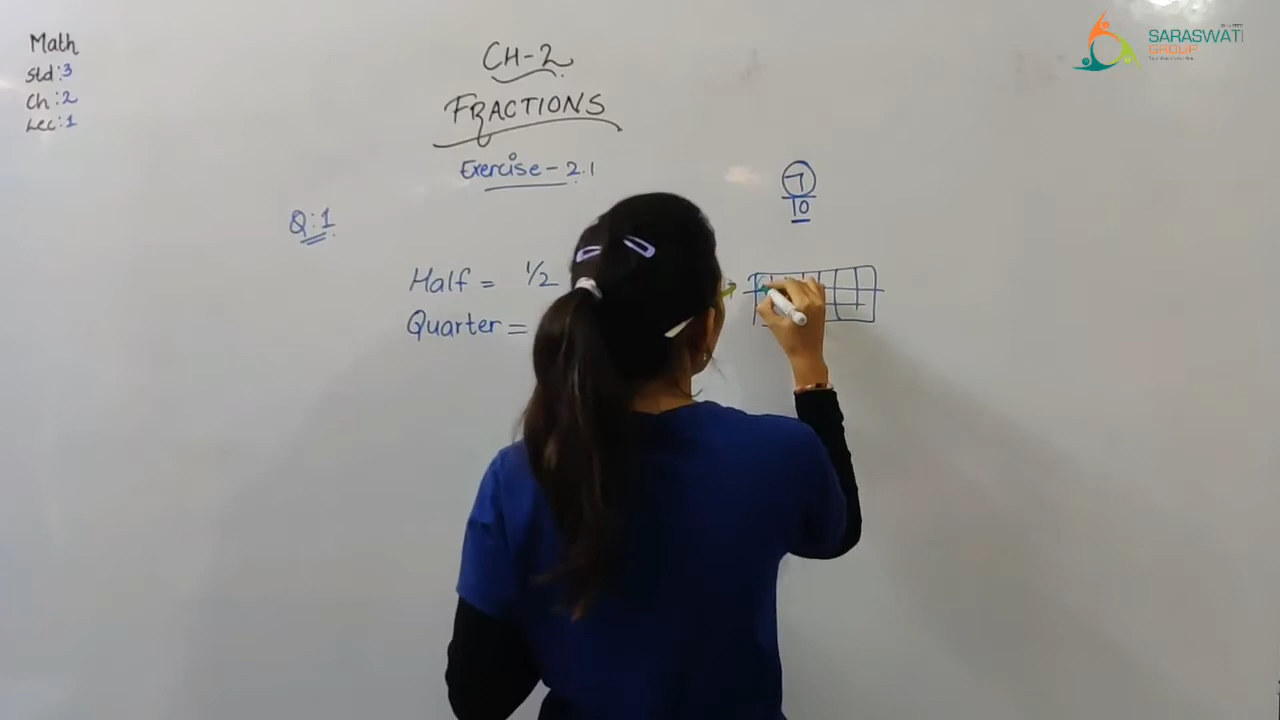 Math
Std:3
Ch:2
Lec:1
CH-2
FRACTIONS
Exercise-2.1
Q:1
Half = 1/2
Quarter =
7
10
SARASWATI
GROUP